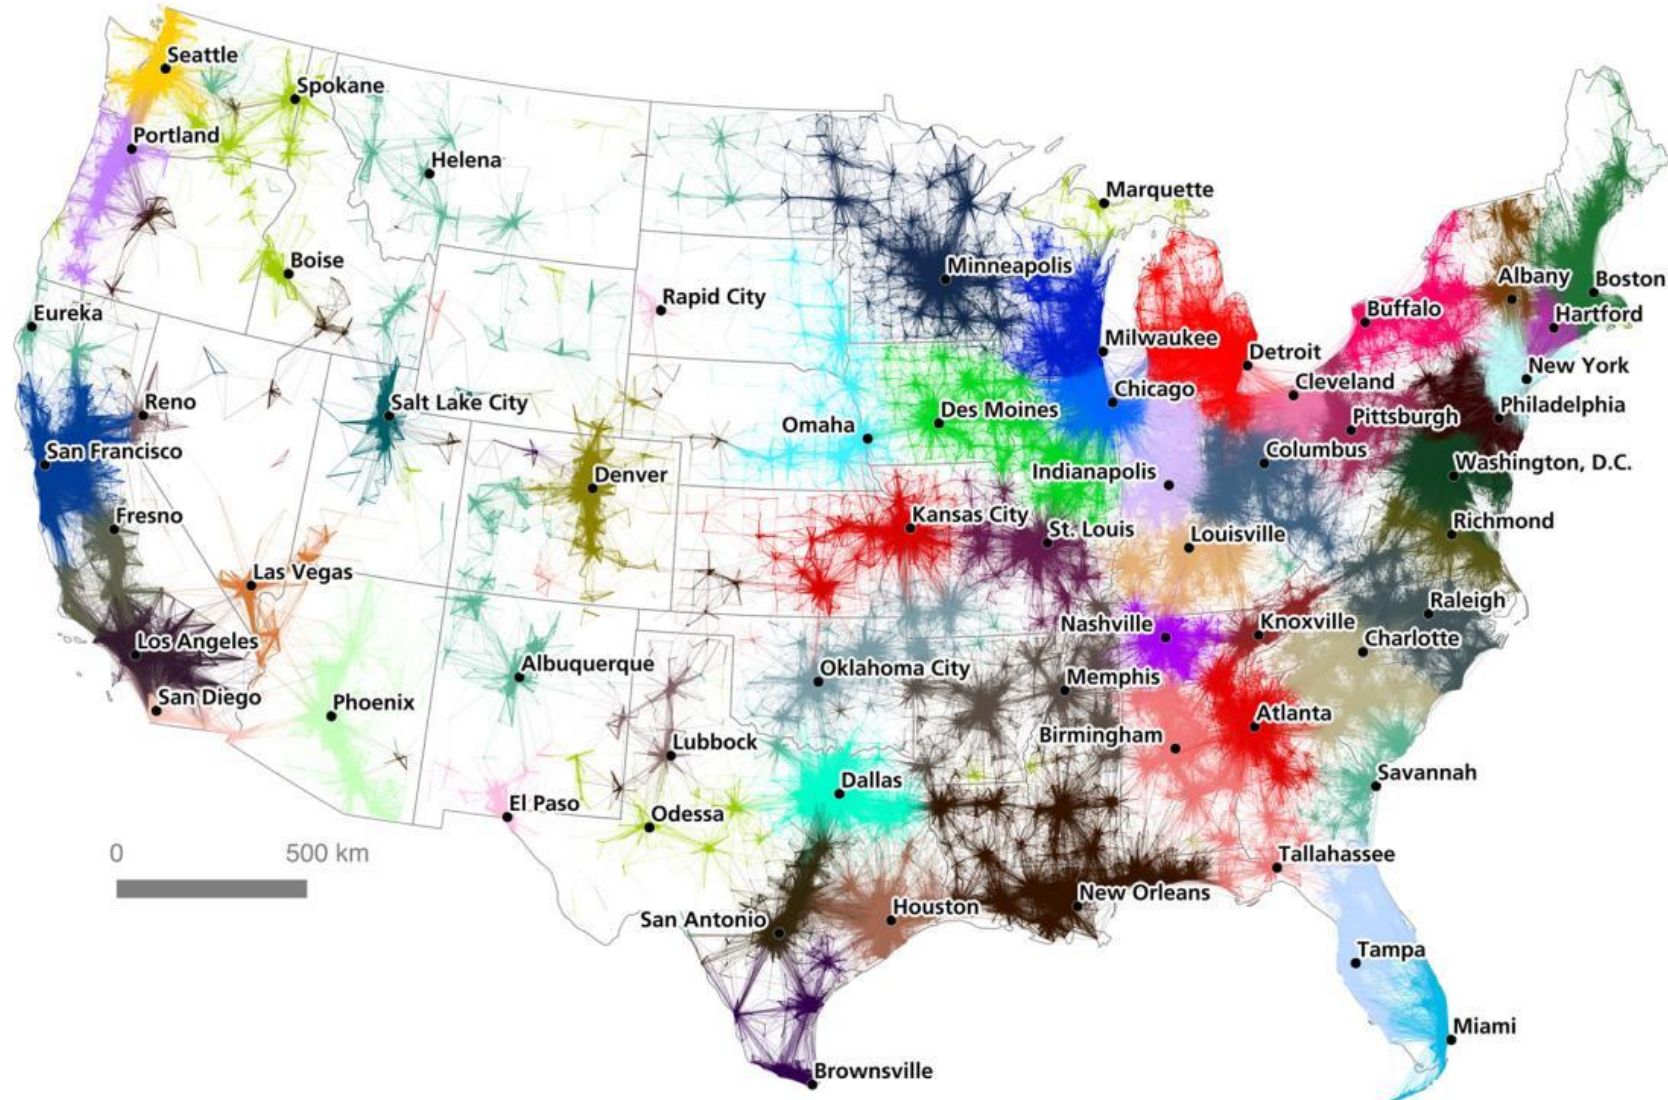 Seattle
Spokane
Portland
Helena
Marquette
Boise
Minneapolis
Albany
Boston
Rapid City
Buffalo
Hartford
Eureka
Milwaukee
Detroit
New York
Cleveland
Chicago
Reno
Salt Lake City
Des Moines
Philadelphia
Pittsburgh
Omaha
San Francisco
Columbus
Washington, D.C.
Indianapolis
Denver
Fresno
Kansas City
Richmond
St. Louis
Louisville
Las Vegas
Raleigh
Nashville
Knoxville
Charlotte
Los Angeles
Albuquerque
Oklahoma City
Memphis
San Diego
Phoenix
Atlanta
Birmingham
Lubbock
Savannah
Dallas
El Paso
Odessa
0 500 km
Tallahassee
New Orleans
Houston
San Antonio
Tampa
Miami
Brownsville